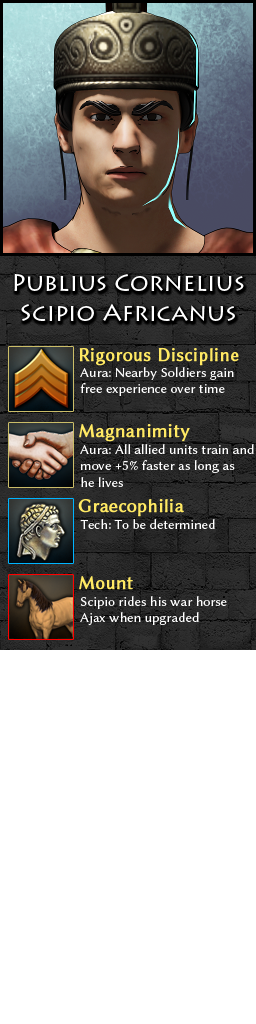 Publius Cornelius
Scipio Africanus
Rigorous Discipline
Aura: Nearby Soldiers gain
free experience over time
Magnanimity
Aura: All allied units train and
move +5% faster as long as
he lives
Graecophilia
Tech: To be determined
Mount
Scipio rides his war horse
Ajax when upgraded